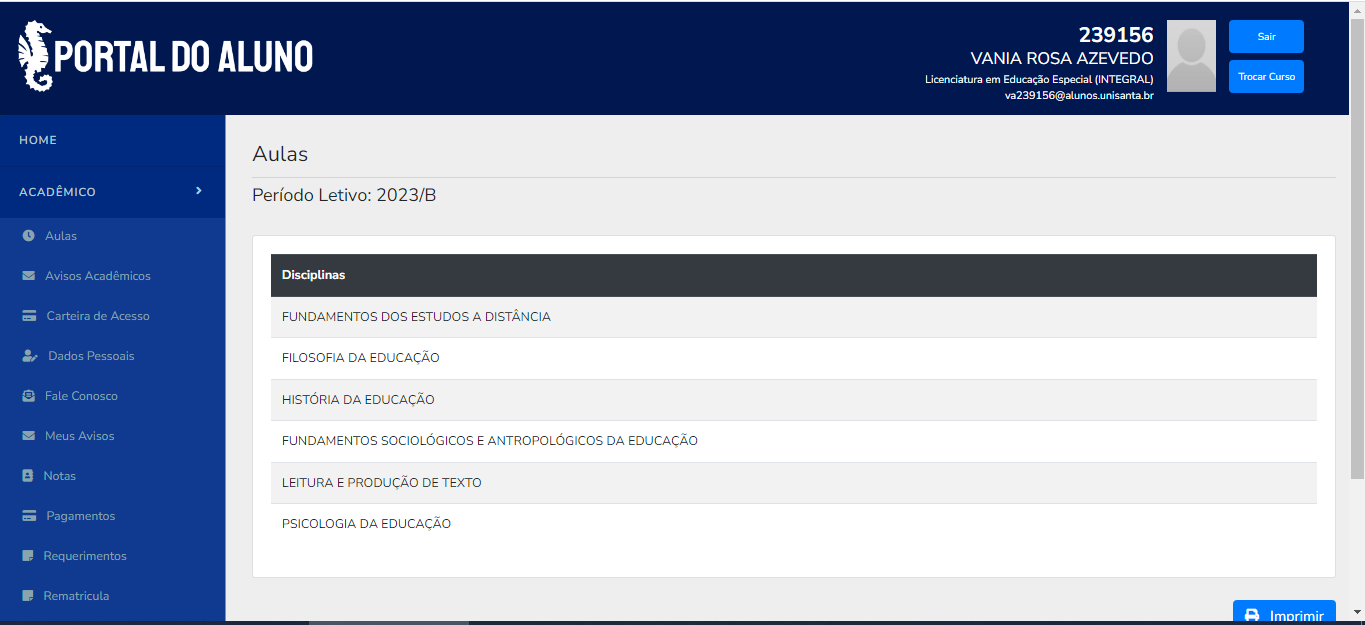 PORTAL DO ALUNO
239156
VANIA ROSA AZEVEDO
Licenciatura em Educação Especial (INTEGRAL)
va239156@alunos.unisanta.br
Sair
Trocar Curso
HOME
ACADÊMICO
Aulas
Avisos Acadêmicos
Carteira de Acesso
Dados Pessoais
Fale Conosco
Meus Avisos
Notas
Pagamentos
Requerimentos
Rematricula
Aulas
Período Letivo: 2023/B
Disciplinas
FUNDAMENTOS DOS ESTUDOS A DISTÂNCIA
FILOSOFIA DA EDUCAÇÃO
HISTÓRIA DA EDUCAÇÃO
FUNDAMENTOS SOCIOLÓGICOS E ANTROPOLÓGICOS DA EDUCAÇÃO
LEITURA E PRODUÇÃO DE TEXTO
PSICOLOGIA DA EDUCAÇÃO
Imprimir